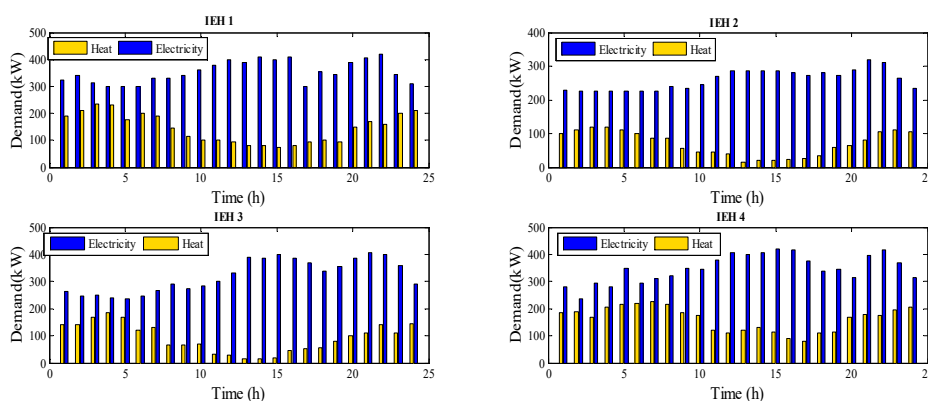 IEH 1
500
400
300
200
100
0
Demand(kW)
Heat Electricity
0 5 10 15 20 25
Time (h)
IEH 2
400
300
200
100
0
Demand(kW)
Electricity Heat
0 5 10 15 20
Time (h)
IEH 3
500
400
300
200
100
0
Demand(kW)
Electricity Heat
0 5 10 15 20 25
Time (h)
IEH 4
500
400
300
200
100
0
Demand(kW)
Electricity Heat
0 5 10 15 20
Time (h)